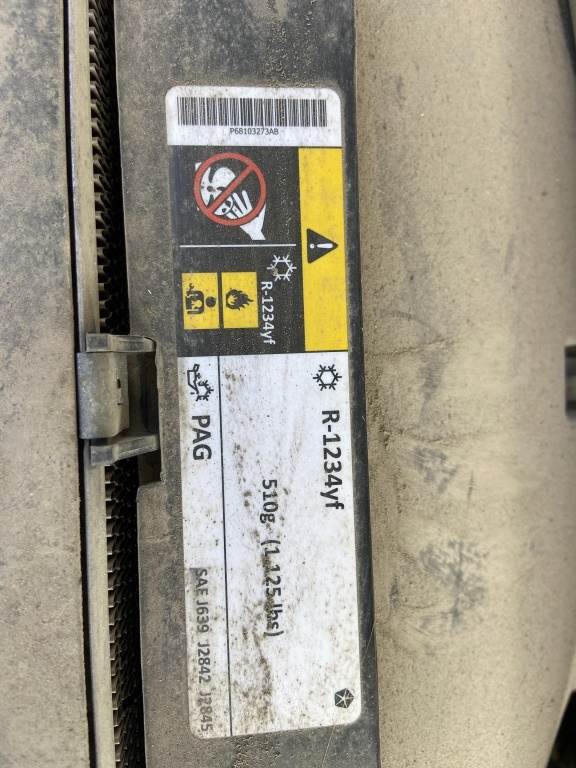 P68103273AB
R-1234yf
R-1234yf
510g (1.125 lbs)
PAG
SAE J639 J2842 J2845